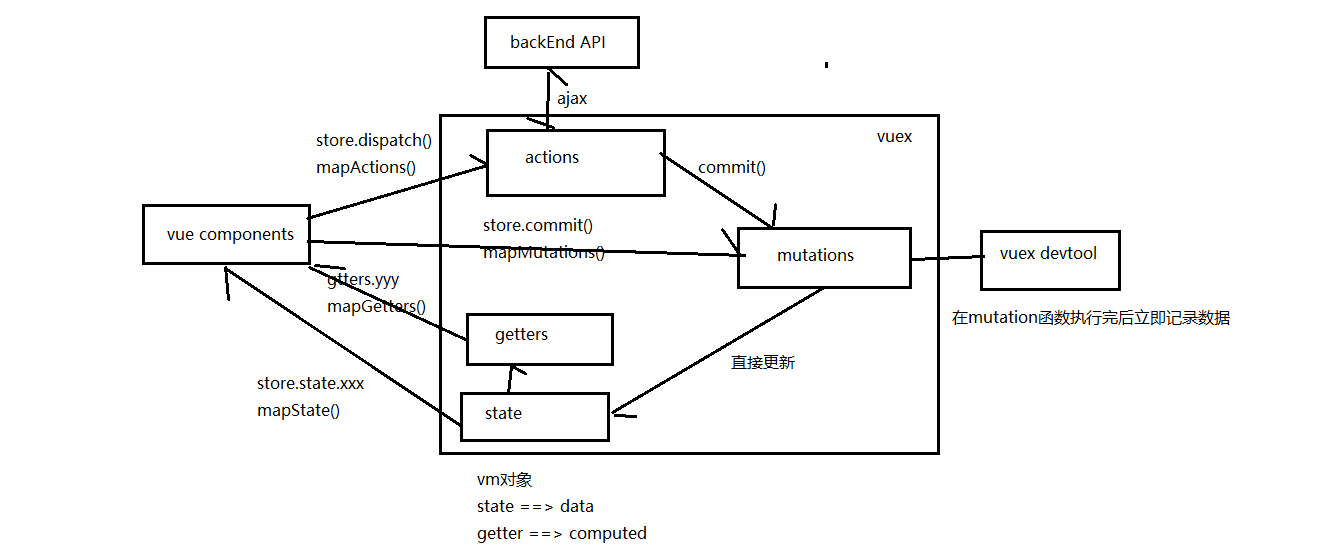 backEnd API
ajax
vuex
store.dispatch()
mapActions()
actions
commit()
vue components
store.commit()
mapMutations()
mutations
vuex devtool
gtters.yyy
mapGetters()
在mutation函数执行完后立即记录数据
getters
直接更新
store.state.xxx
mapState()
state
vm对象
state ==> data
getter ==> computed